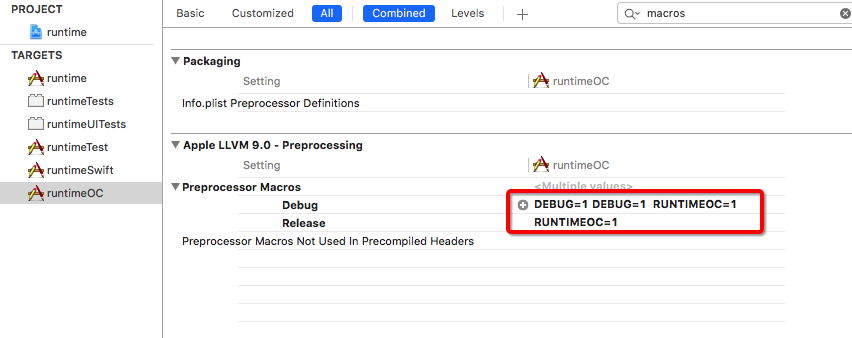 PROJECT
runtime
TARGETS
runtime
runtimeTests
runtimeUITests
runtimeTest
runtimeSwift
runtimeOC
Basic Customized All Combined Levels + macros
Packaging
Setting runtimeOC
Info.plist Preprocessor Definitions
Apple LLVM 9.0 - Preprocessing
Setting runtimeOC
Preprocessor Macros <Multiple values>
Debug DEBUG=1 DEBUG=1 RUNTIMEOC=1
Release RUNTIMEOC=1
Preprocessor Macros Not Used In Precompiled Headers